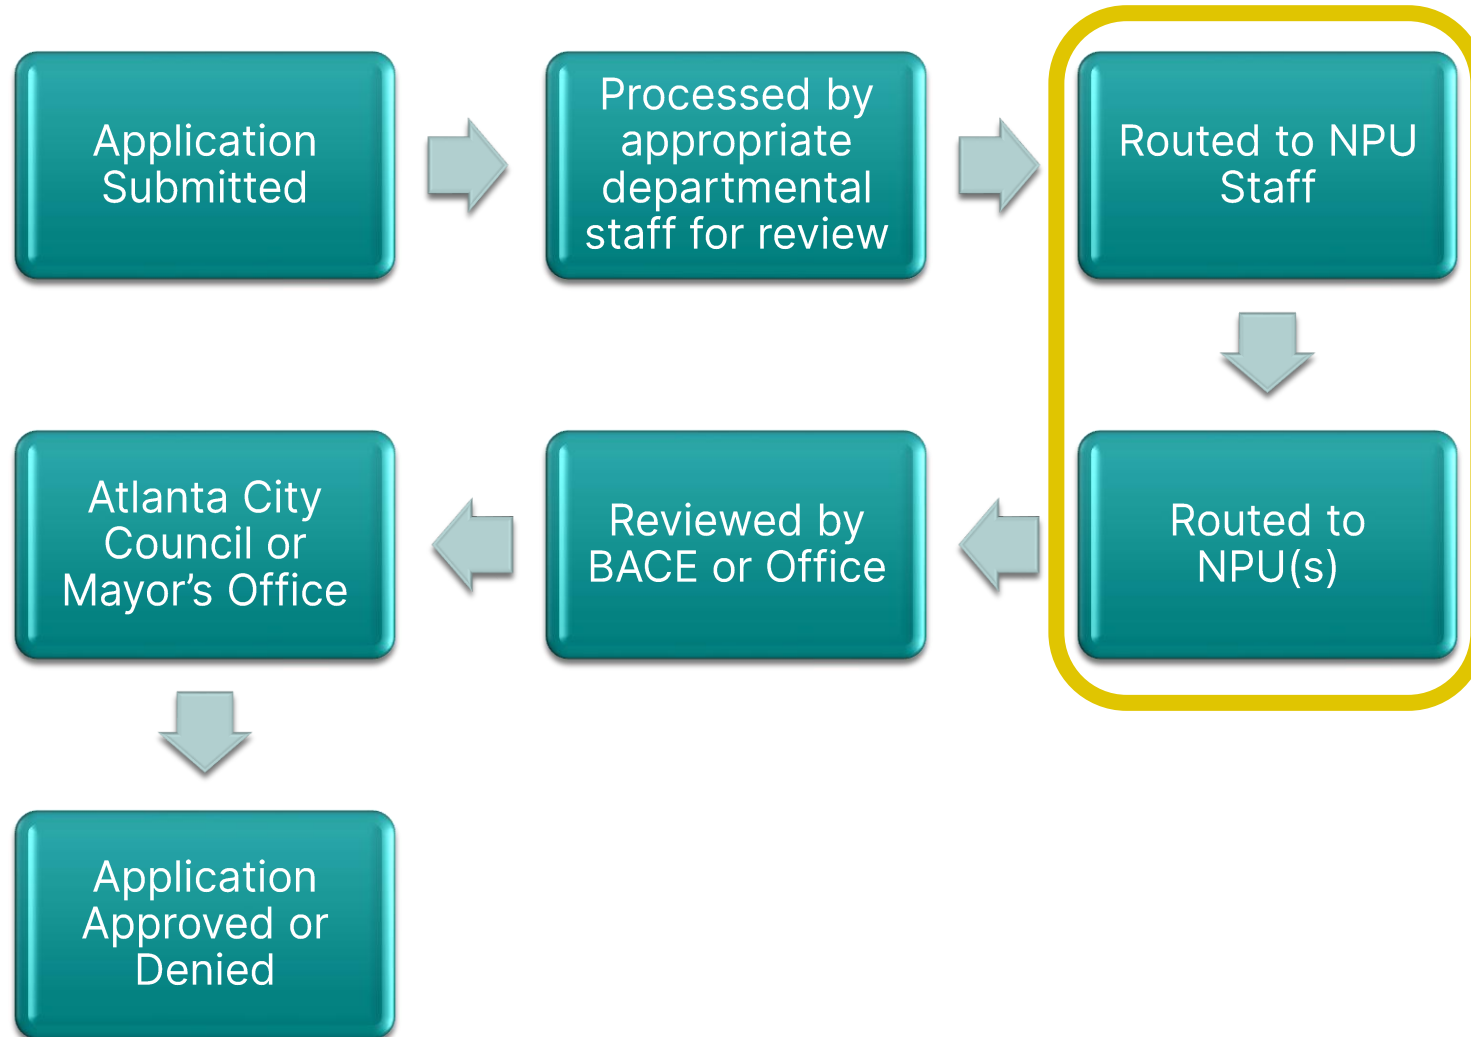 Application
Submitted
Processed by
appropriate
departmental
staff for review
Routed to NPU
Staff
Routed to
NPU(s)
Reviewed by
BACE or Office
Atlanta City
Council or
Mayor’s Office
Application
Approved or
Denied